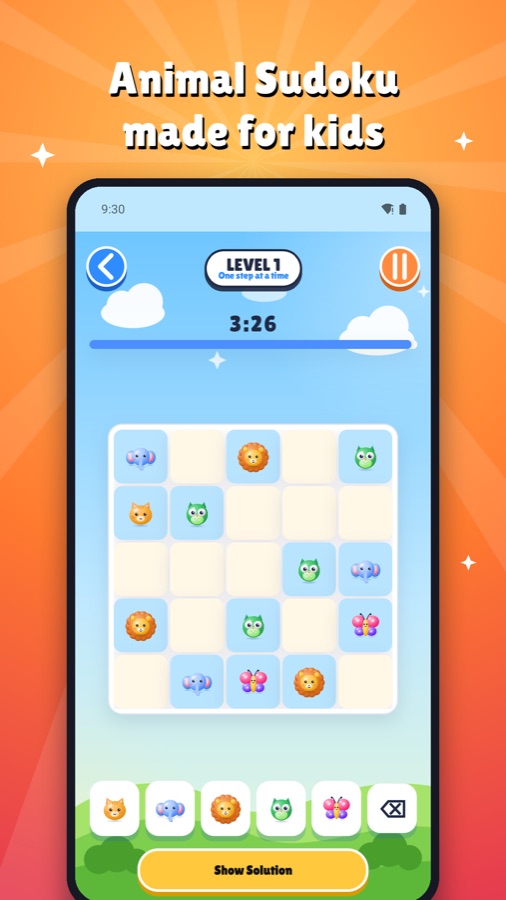 Animal Sudoku
made for kids
9:30
LEVEL 1
One step at a time
3:26
Show Solution